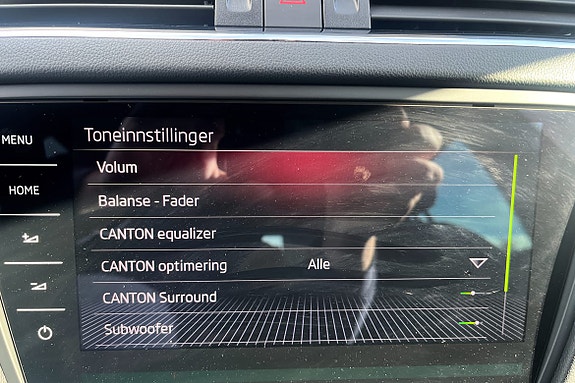 Toneinnstillinger
MENU
Volum
HOME
Balanse - Fader
CANTON equalizer
CANTON optimering Alle
CANTON Surround
Subwoofer